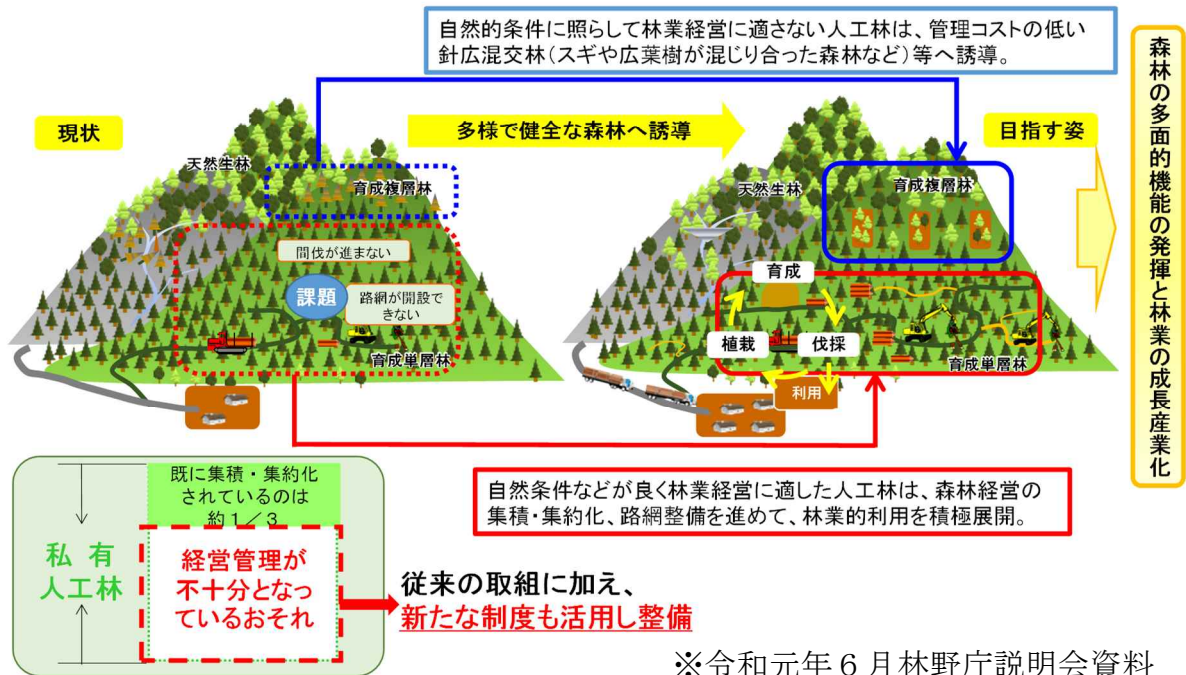 自然的条件に照らして林業経営に適さない人工林は、管理コストの低い
針広混交林(スギや広葉樹が混じり合った森林など)等へ誘導。
現状
多様で健全な森林へ誘導
目指す姿
森林の多面的機能の発揮と林業の成長産業化
天然生林
育成複層林
間伐が進まない
課題
路網が開設で
きない
育成単層林
天然生林
育成複層林
育成
植栽
伐採
育成単層林
利用
自然条件などが良く林業経営に適した人工林は、森林経営の
集積・集約化、路網整備を進めて、林業的利用を積極展開。
既に集積・集約化
されているのは
約1/3
私有
人工林
経営管理が
不十分となっ
ているおそれ
従来の取組に加え、
新たな制度も活用し整備
※令和元年6月林野庁説明会資料